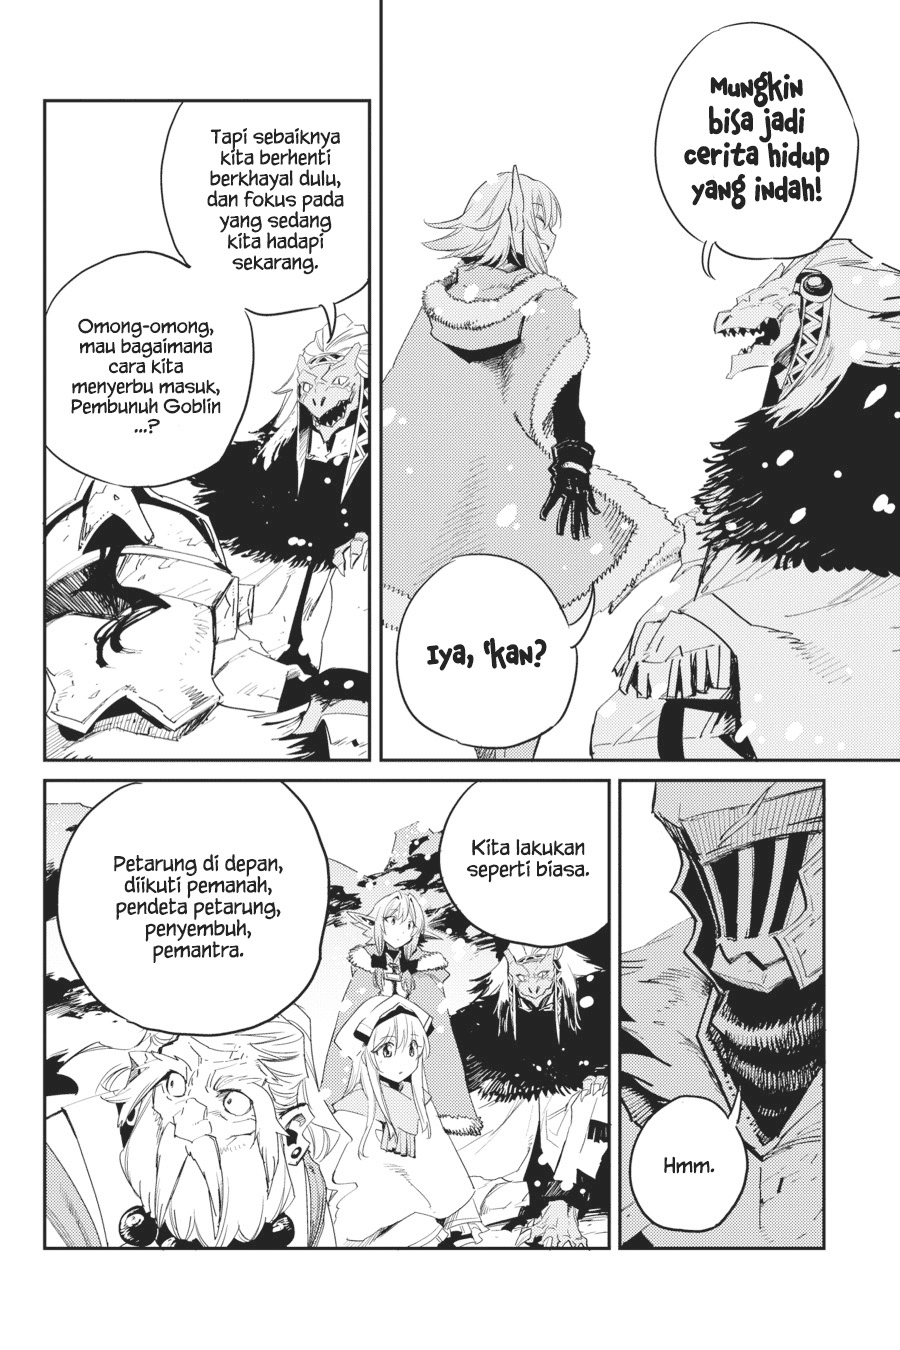 Mungkin
bisa jadi
cerita hidup
yang indah!
Iya, 'kan?
Tapi sebaiknya
kita berhenti
berkhayal dulu,
dan fokus pada
yang sedang
kita hadapi
sekarang.
Omong-omong,
mau bagaimana
cara kita
menyerbu masuk,
Pembunuh Goblin
...?
Hmm.
Kita lakukan
seperti biasa.
Petarung di depan,
diikuti pemanah,
pendeta petarung,
penyembuh,
pemantra.